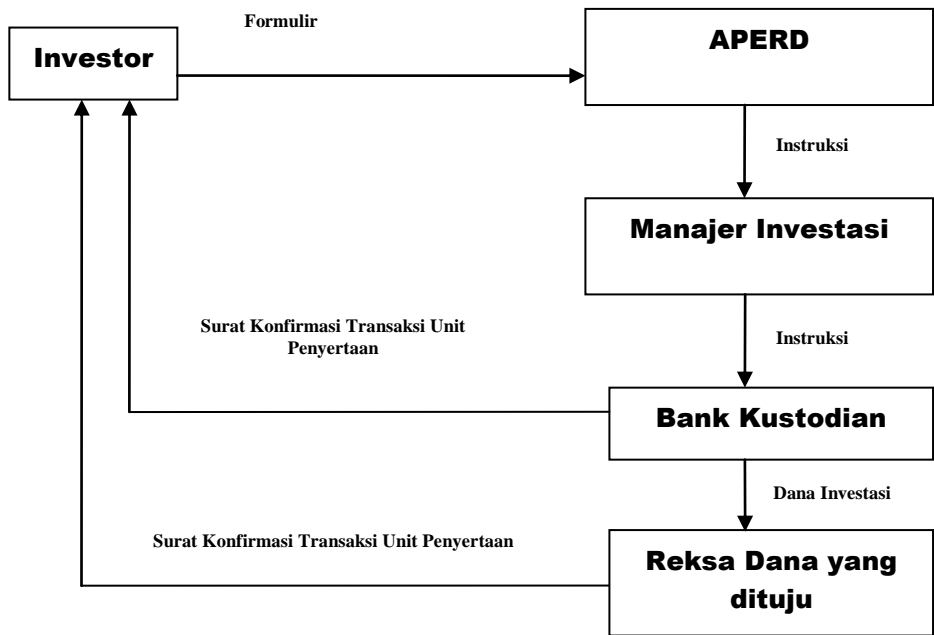 Formulir
Investor
APERD
Instruksi
Manajer Investasi
Surat Konfirmasi Transaksi Unit
Penyertaan
Instruksi
Bank Kustodian
Dana Investasi
Surat Konfirmasi Transaksi Unit Penyertaan
Reksa Dana yang
dituju